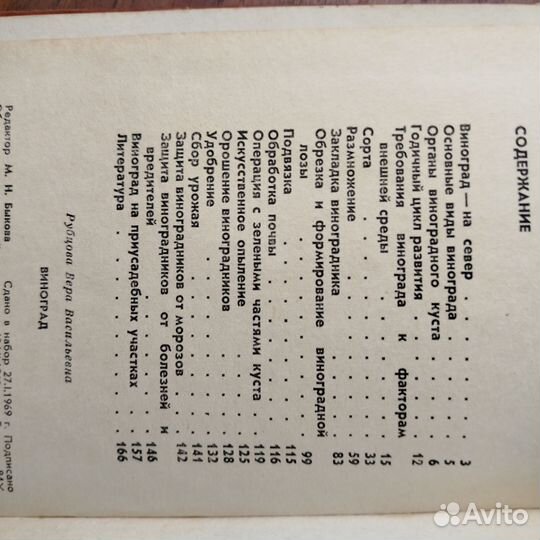 СОДЕРЖАНИЕ
Виноград — на север . . . . . . . 3
Основные виды винограда . . . . . 5
Органы виноградного куста . . . . 6
Годичный цикл развития . . . . . 12
Требования винограда к факторам
внешней среды . . . . . . 15
Сорта . . . . . . . . . 33
Размножение . . . . . . . 59
Закладка виноградника . . . . . 83
Обрезка и формирование виноградной
лозы . . . . . . . . . 99
Подвязка . . . . . . . . 115
Обработка почвы . . . . . . 116
Операция с зелеными частями куста . 119
Искусственное опыление . . . . 125
Орошение виноградников . . . . 128
Удобрение . . . . . . . . 132
Сбор урожая . . . . . . . 141
Защита виноградников от морозов . 142
Защита виноградников от болезней и
вредителей . . . . . . . 146
Виноград на приусадебных участках . 157
Литература . . . . . . . . 166
Рубцова Вера Васильевна
ВИНОГРАД
Редактор М. Н. Быкова
Сдано в набор 27.I.1969 г. Подписано
Avito